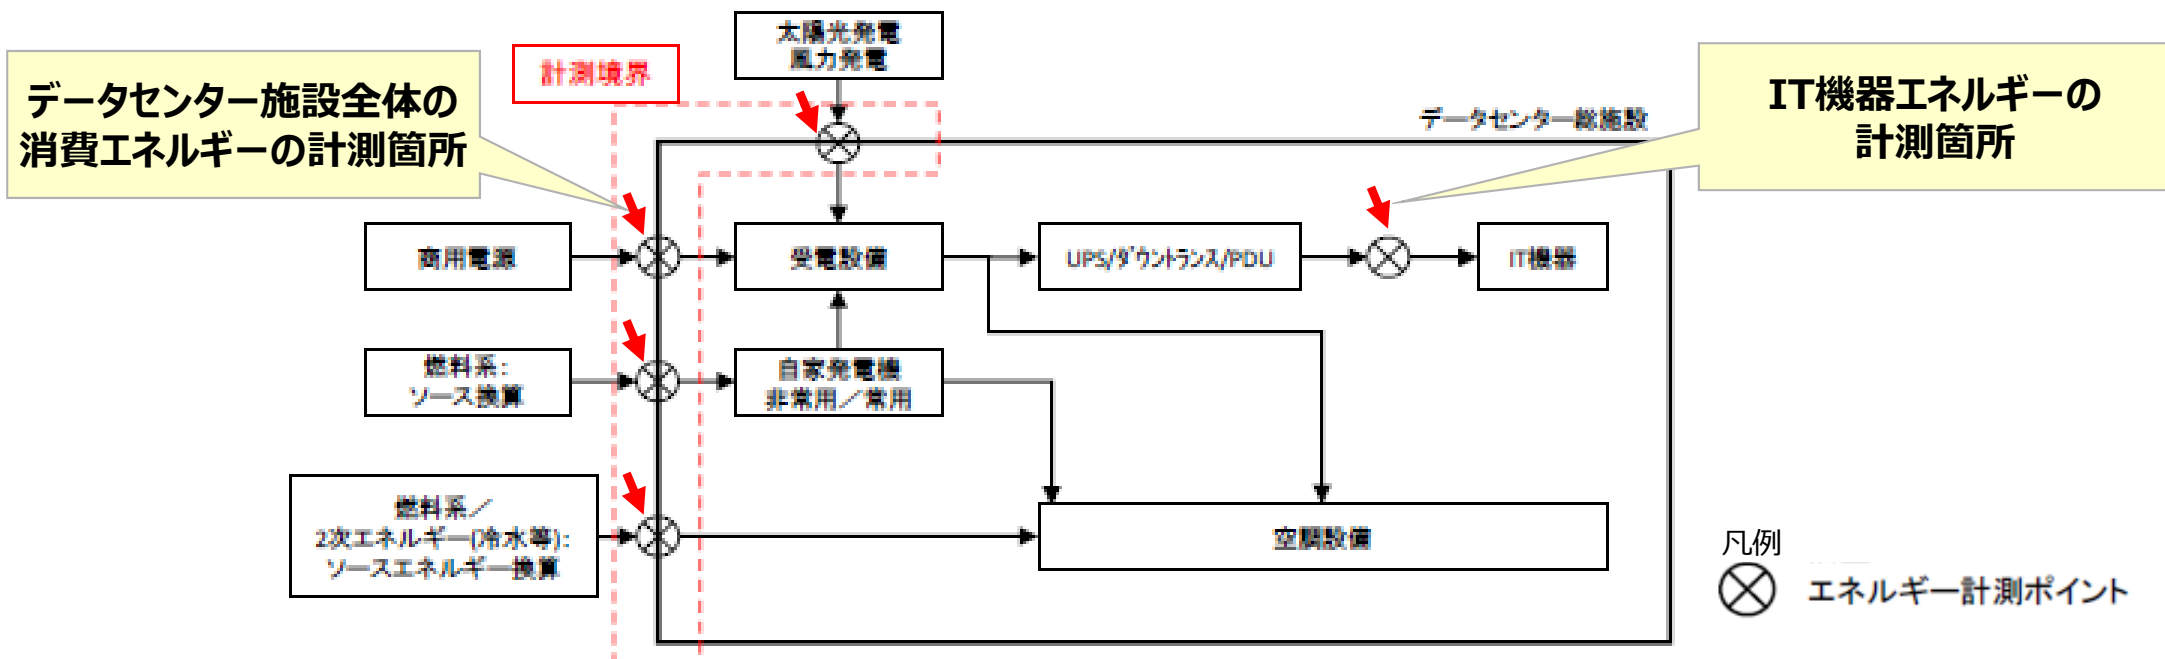 太陽光発電
風力発電
計測境界
データセンター施設全体の
消費エネルギーの計測箇所
IT機器エネルギーの
計測箇所
データセンター総施設
商用電源
受電設備
UPS/ダウントランス/PDU
IT機器
燃料系:
ソース換算
自家発電機
非常用／常用
燃料系／
2次エネルギー(冷水等):
ソースエネルギー換算
空調設備
凡例
エネルギー計測ポイント